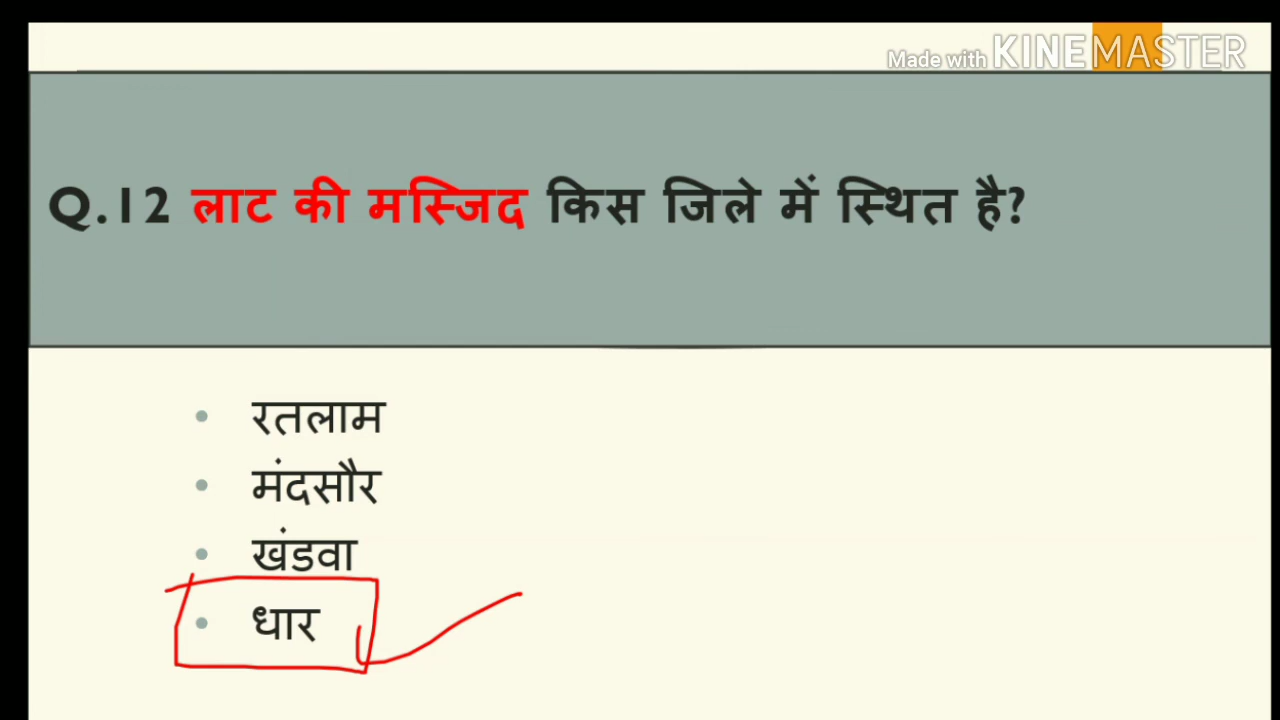 Made with KINEMASTER
Q.12 लाट की मस्जिद किस जिले में स्थित है?
• रतलाम
• मंदसौर
• खंडवा
• धार